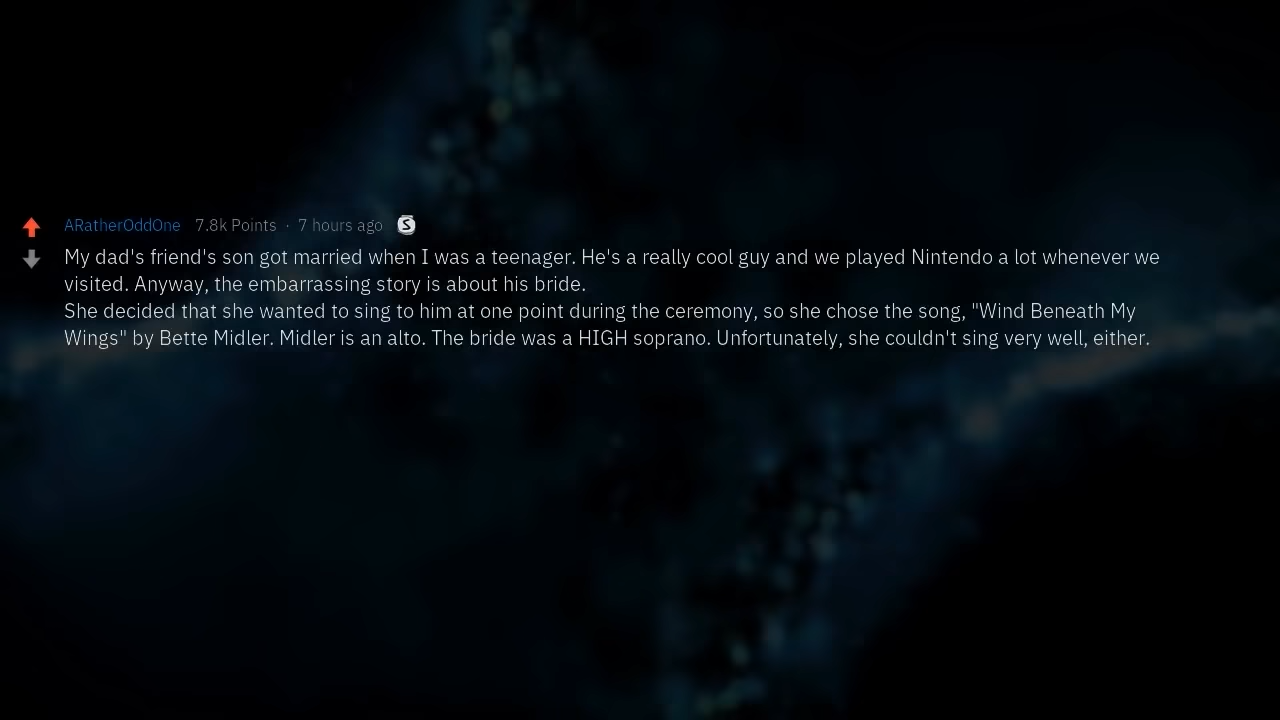 ARatherOddOne 7.8k Points · 7 hours ago S
My dad's friend's son got married when I was a teenager. He's a really cool guy and we played Nintendo a lot whenever we
visited. Anyway, the embarrassing story is about his bride.
She decided that she wanted to sing to him at one point during the ceremony, so she chose the song, "Wind Beneath My
Wings" by Bette Midler. Midler is an alto. The bride was a HIGH soprano. Unfortunately, she couldn't sing very well, either.